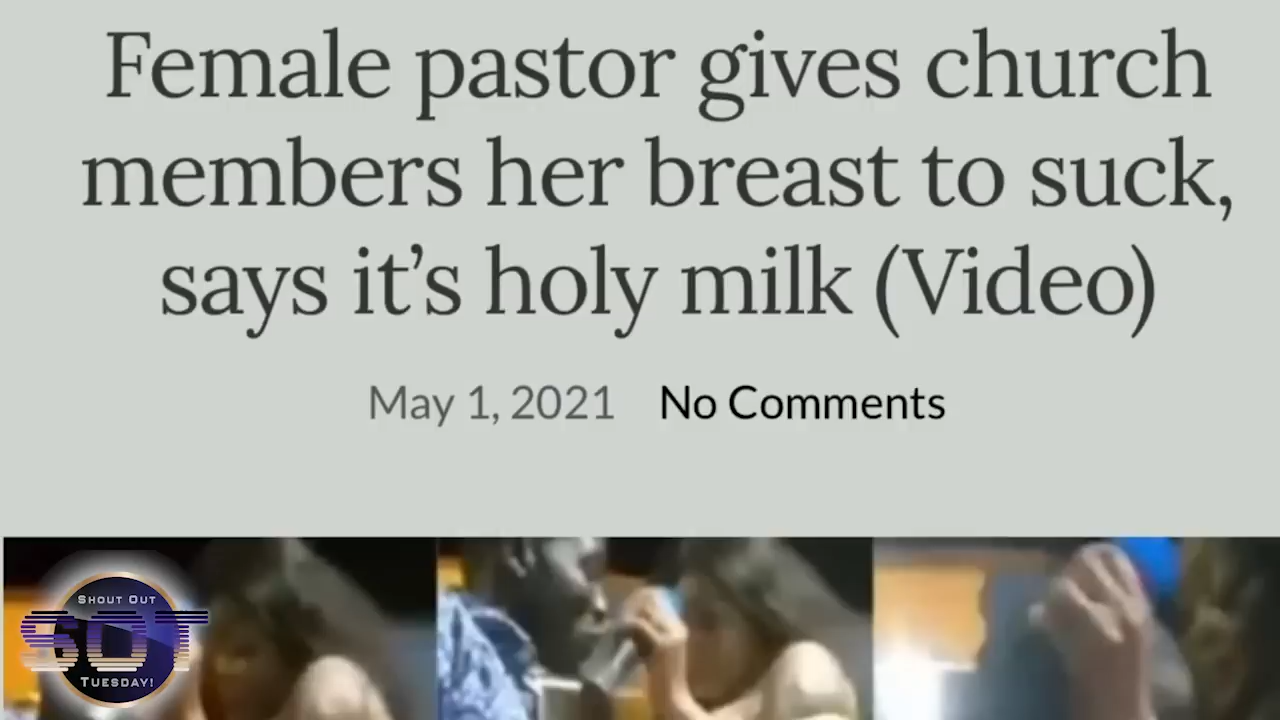 Female pastor gives church
members her breast to suck,
says it's holy milk (Video)
May 1, 2021 No Comments
SHOUT OUT
SOT
TUESDAY!